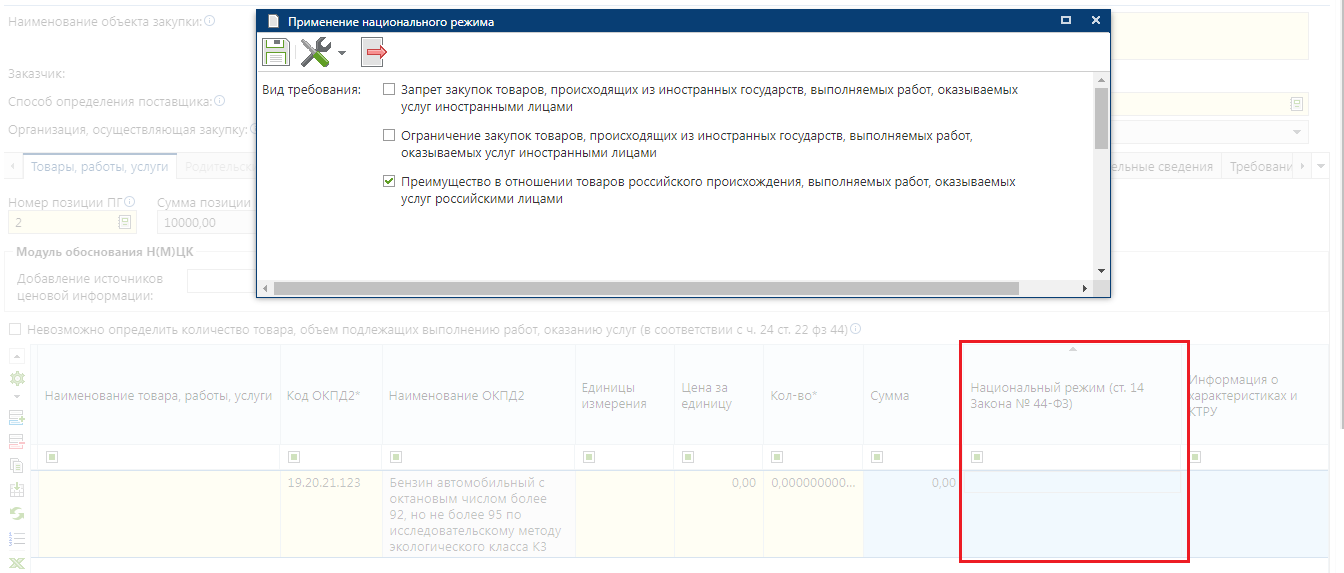 Применение национального режима
Вид требования:
Запрет закупок товаров, происходящих из иностранных государств, выполняемых работ, оказываемых
услуг иностранными лицами
Ограничение закупок товаров, происходящих из иностранных государств, выполняемых работ,
оказываемых услуг иностранными лицами
Преимущество в отношении товаров российского происхождения, выполняемых работ, оказываемых
услуг российскими лицами
Наименование объекта закупки:
Заказчик:
Способ определения поставщика:
Организация, осуществляющая закупку:
Товары, работы, услуги
Родительск
ельные сведения
Требовани
Номер позиции ПГ
Сумма позиции
2
10000,00
Модуль обоснования Н(М)ЦК
Добавление источников
ценовой информации:
Невозможно определить количество товара, объем подлежащих выполнению работ, оказанию услуг (в соответствии с ч. 24 ст. 22 фз 44)
Наименование товара, работы, услуги
Код ОКПД2*
Наименование ОКПД2
Единицы
измерения
Цена за
единицу
Кол-во*
Сумма
Национальный режим (ст. 14
Закона № 44-ФЗ)
Информация о
характеристиках и
КТРУ
19.20.21.123
Бензин автомобильный с
октановым числом более
92, но не более 95 по
исследовательскому методу
экологического класса К3
0,00
0,000000000...
0,00